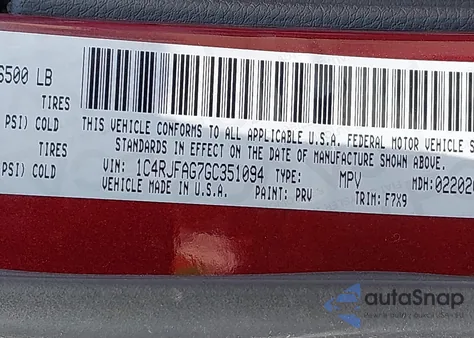 6500 LB
TIRES
PSI) COLD
THIS VEHICLE CONFORMS TO ALL APPLICABLE U.S.A. FEDERAL MOTOR VEHICLE S
STANDARDS IN EFFECT ON THE DATE OF MANUFACTURE SHOWN ABOVE.
TIRES
VIN: 1C4RJFAG7GC351094 TYPE: MPV MDH: 02202
PSI) COLD
VEHICLE MADE IN U.S.A. PAINT: PRV TRIM: F7X9
autoSnap